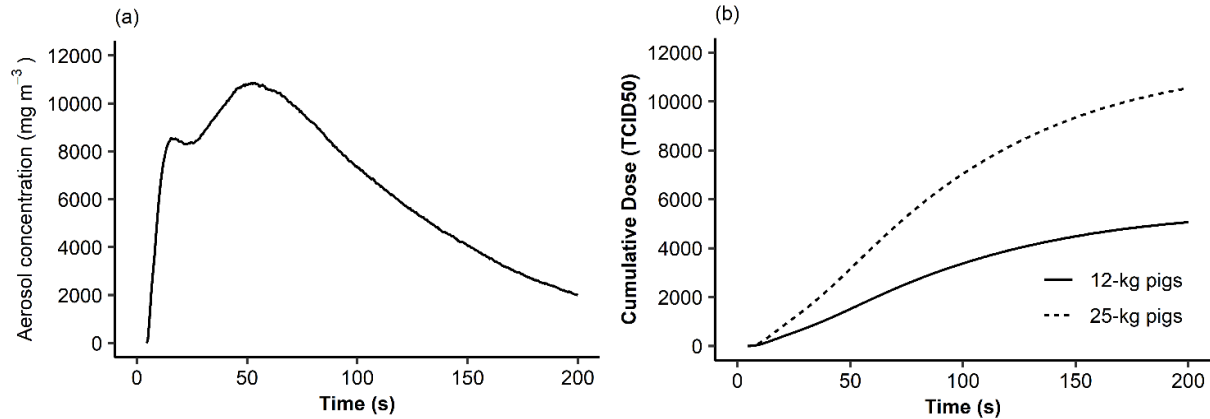 (a)
12000
10000
8000
6000
4000
2000
0
Aerosol concentration (mg m⁻³)
0 50 100 150 200
Time (s)
(b)
12000
10000
8000
6000
4000
2000
0
Cumulative Dose (TCID50)
12-kg pigs
25-kg pigs
0 50 100 150 200
Time (s)